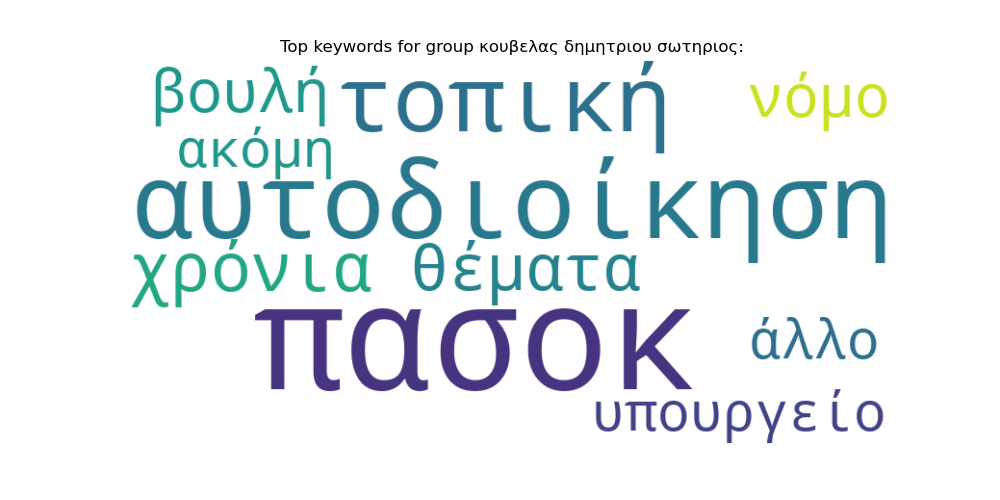 Top keywords for group κουβελας δημητριου σωτηριος:
βουλή τοπική νόμο
ακόμη
αυτοδιοίκηση
χρόνια θέματα
πασοκ άλλο
υπουργείο